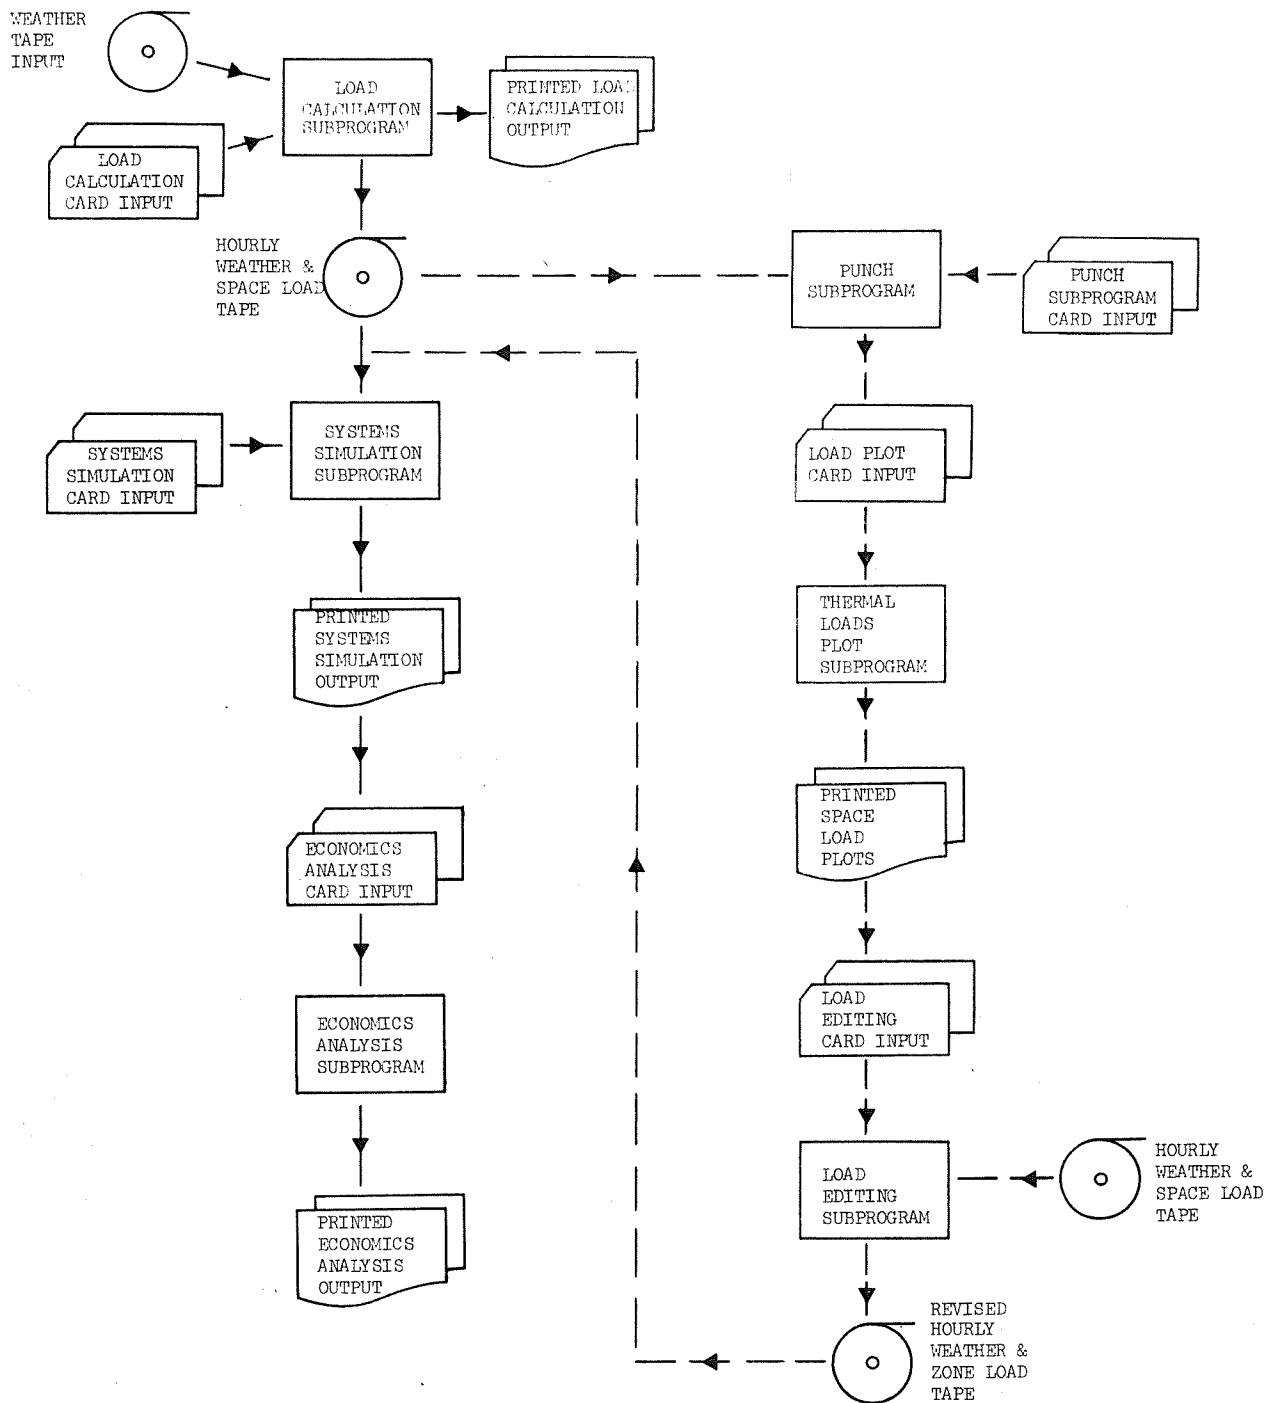 WEATHER
TAPE
INPUT
LOAD
CALCULATION
SUBPROGRAM
PRINTED LOAD
CALCULATION
OUTPUT
LOAD
CALCULATION
CARD INPUT
HOURLY
WEATHER &
SPACE LOAD
TAPE
PUNCH
SUBPROGRAM
PUNCH
SUBPROGRAM
CARD INPUT
SYSTEMS
SIMULATION
CARD INPUT
SYSTEMS
SIMULATION
SUBPROGRAM
LOAD PLOT
CARD INPUT
PRINTED
SYSTEMS
SIMULATION
OUTPUT
THERMAL
LOADS
PLOT
SUBPROGRAM
ECONOMICS
ANALYSIS
CARD INPUT
PRINTED
SPACE
LOAD
PLOTS
ECONOMICS
ANALYSIS
SUBPROGRAM
LOAD
EDITING
CARD INPUT
PRINTED
ECONOMICS
ANALYSIS
OUTPUT
LOAD
EDITING
SUBPROGRAM
HOURLY
WEATHER &
SPACE LOAD
TAPE
REVISED
HOURLY
WEATHER &
ZONE LOAD
TAPE